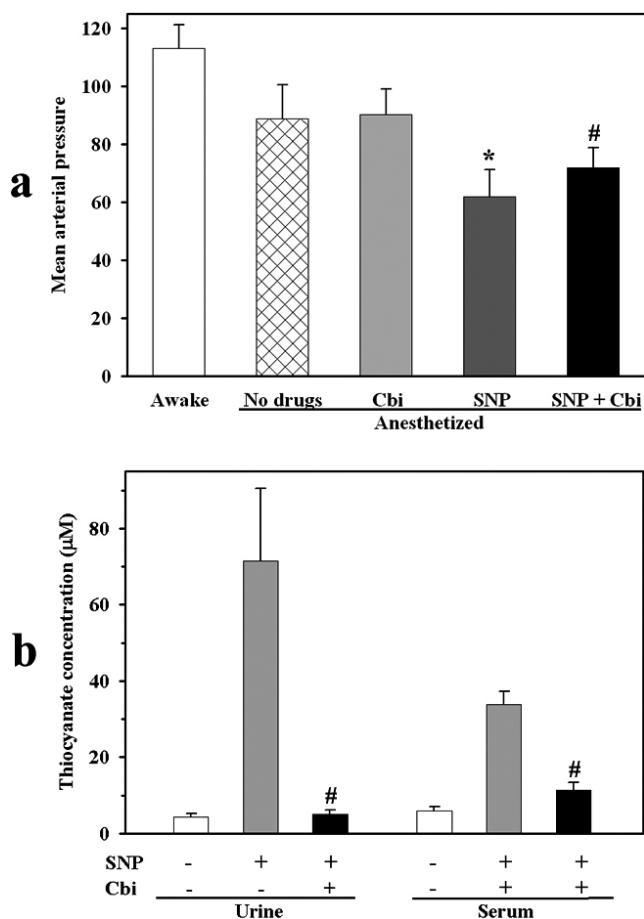 a
Mean arterial pressure
120
100
80
60
40
20
0
*
#
Awake No drugs Cbi SNP SNP + Cbi
Anesthetized
b
Thiocyanate concentration (μM)
80
60
40
20
0
#
#
SNP - + + - + +
Cbi - - + - + +
Urine Serum